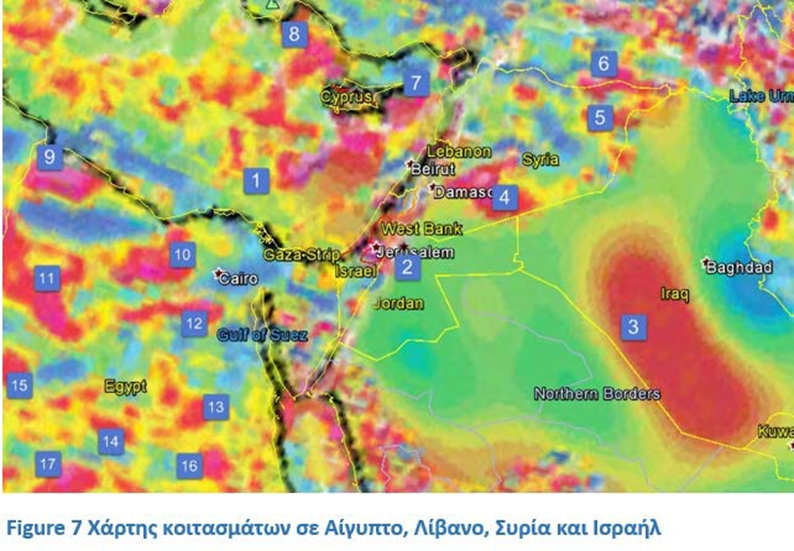 8
6
7
Cyprus
Lake Urm
5
9
Lebanon
Beirut
Syria
1
Damasc
4
West Bank
10
Gaza Strip
Jerusalem
Israel
2
Baghdad
11
Cairo
Iraq
Jordan
12
Gulf of Suez
3
15
Egypt
Northern Borders
13
14
Kuwa
17
16
Figure 7 Χάρτης κοιτασμάτων σε Αίγυπτο, Λίβανο, Συρία και Ισραήλ